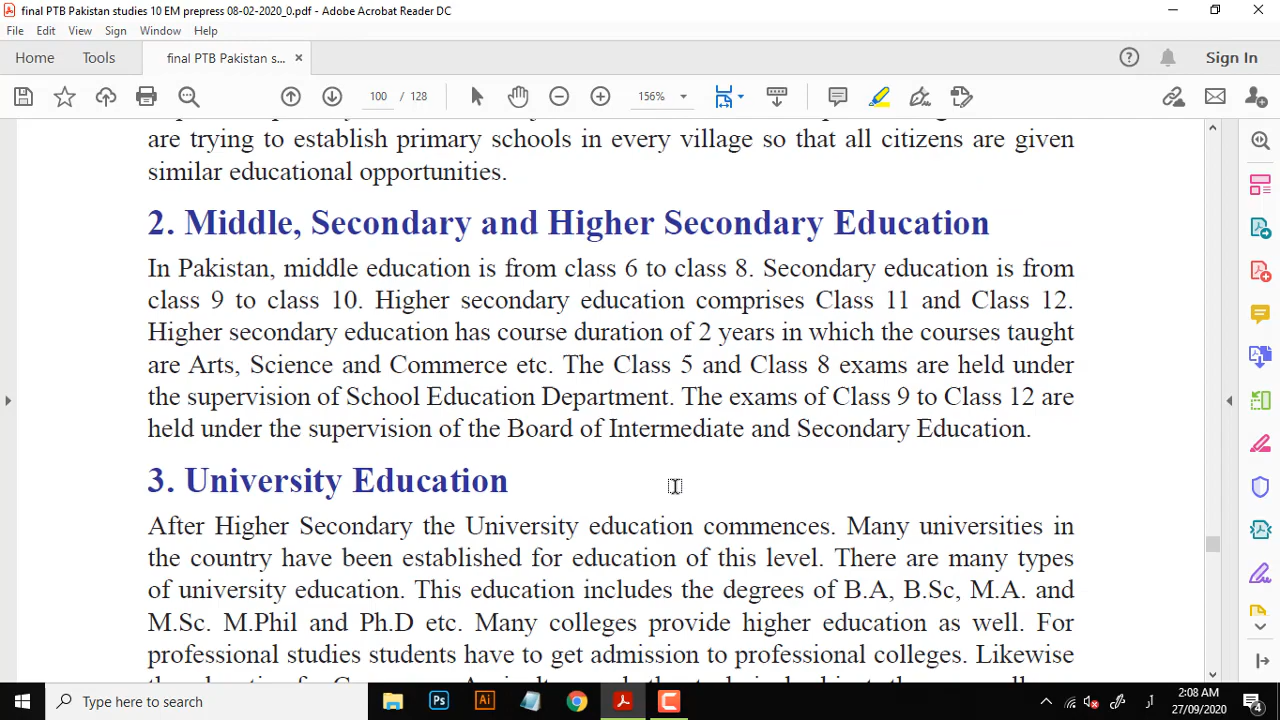 final PTB Pakistan studies 10 EM prepress 08-02-2020_0.pdf - Adobe Acrobat Reader DC
File Edit View Sign Window Help
Home Tools final PTB Pakistan s... × Sign In
100 / 128 156%
are trying to establish primary schools in every village so that all citizens are given
similar educational opportunities.
2. Middle, Secondary and Higher Secondary Education
In Pakistan, middle education is from class 6 to class 8. Secondary education is from
class 9 to class 10. Higher secondary education comprises Class 11 and Class 12.
Higher secondary education has course duration of 2 years in which the courses taught
are Arts, Science and Commerce etc. The Class 5 and Class 8 exams are held under
the supervision of School Education Department. The exams of Class 9 to Class 12 are
held under the supervision of the Board of Intermediate and Secondary Education.
3. University Education
After Higher Secondary the University education commences. Many universities in
the country have been established for education of this level. There are many types
of university education. This education includes the degrees of B.A, B.Sc, M.A. and
M.Sc. M.Phil and Ph.D etc. Many colleges provide higher education as well. For
professional studies students have to get admission to professional colleges. Likewise
Type here to search
Ps Ai
2:08 AM
27/09/2020
4